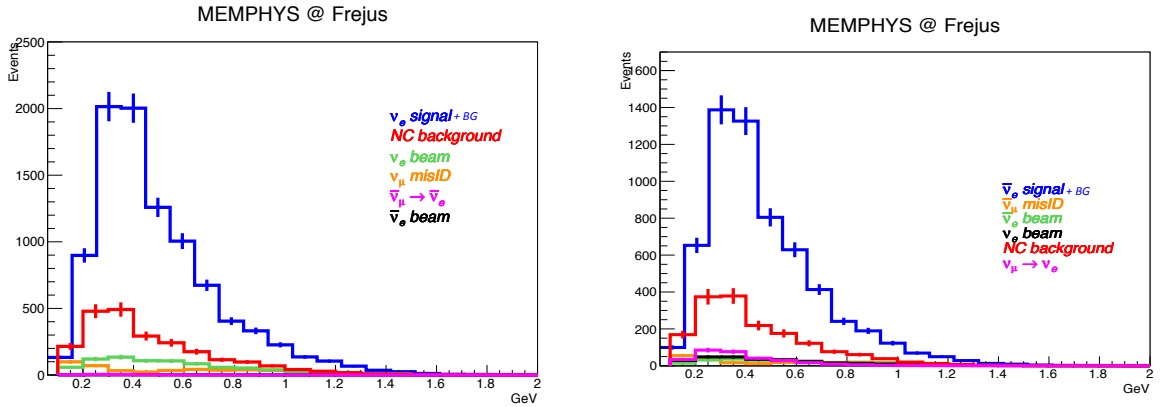 MEMPHYS @ Frejus
Events
2500
2000
1500
1000
500
0
0.2 0.4 0.6 0.8 1 1.2 1.4 1.6 1.8 2
GeV
νe signal + BG
NC background
νe beam
νμ misID
ν̅μ → ν̅e
ν̅e beam
MEMPHYS @ Frejus
Events
1600
1400
1200
1000
800
600
400
200
0
0.2 0.4 0.6 0.8 1 1.2 1.4 1.6 1.8 2
GeV
ν̅e signal + BG
ν̅μ misID
ν̅e beam
νe beam
NC background
νμ → νe